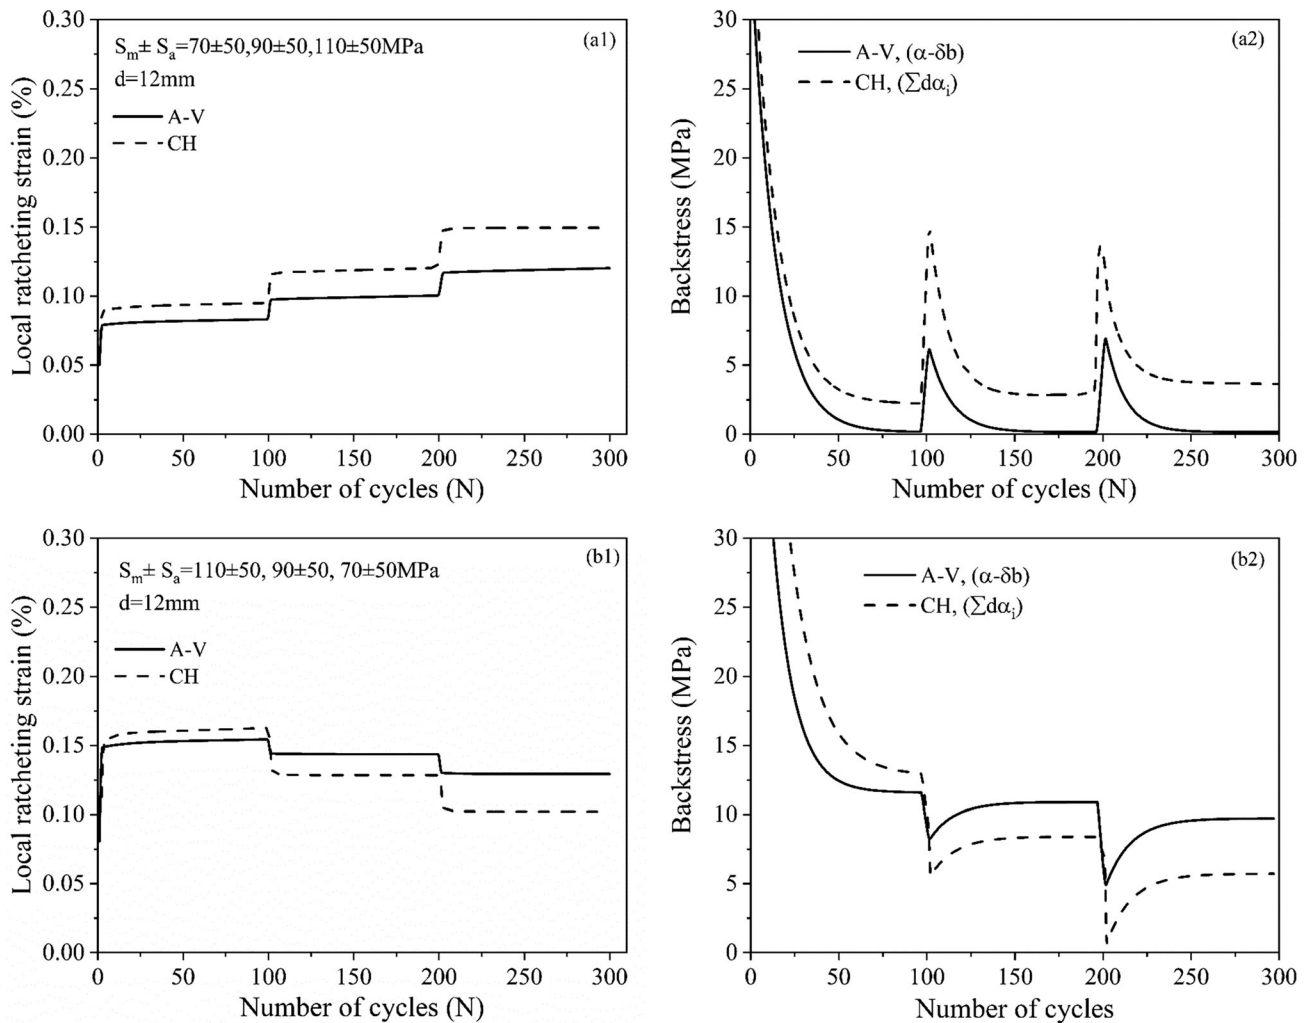 (a1)
Sm± Sa=70±50,90±50,110±50MPa
d=12mm
A-V
CH
Local ratcheting strain (%)
0.30
0.25
0.20
0.15
0.10
0.05
0.00
0 50 100 150 200 250 300
Number of cycles (N)
(a2)
A-V, (α-δb)
CH, (∑dαi)
Backstress (MPa)
30
25
20
15
10
5
0
0 50 100 150 200 250 300
Number of cycles (N)
(b1)
Sm± Sa=110±50, 90±50, 70±50MPa
d=12mm
A-V
CH
Local ratcheting strain (%)
0.30
0.25
0.20
0.15
0.10
0.05
0.00
0 50 100 150 200 250 300
Number of cycles (N)
(b2)
A-V, (α-δb)
CH, (∑dαi)
Backstress (MPa)
30
25
20
15
10
5
0
0 50 100 150 200 250 300
Number of cycles